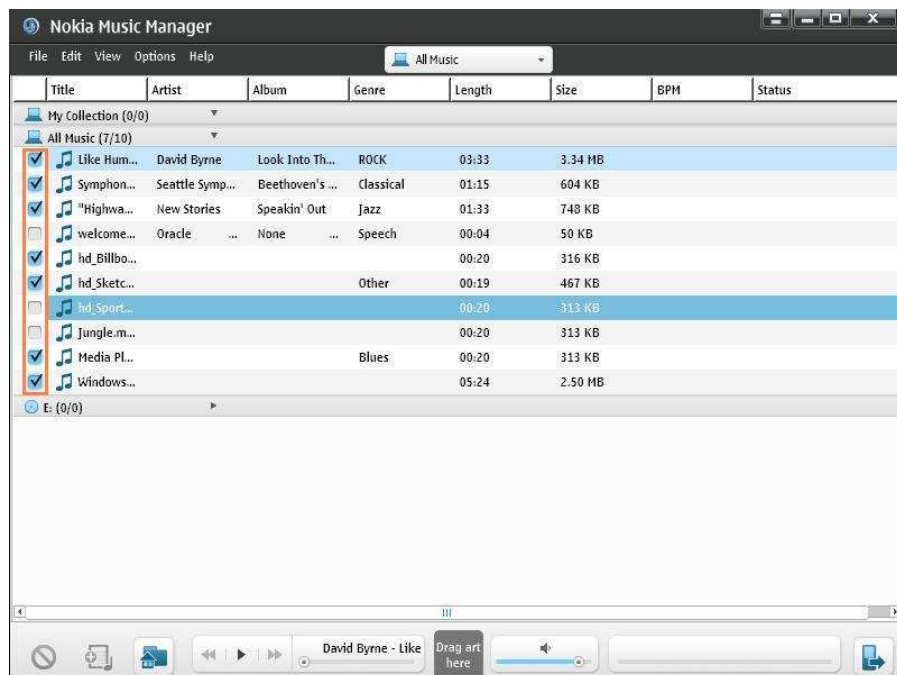 Nokia Music Manager
File Edit View Options Help All Music
Title Artist Album Genre Length Size BPM Status
My Collection (0/0)
All Music (7/10)
Like Hum... David Byrne Look Into Th... ROCK 03:33 3.34 MB
Symphon... Seattle Symp... Beethoven's ... Classical 01:15 604 KB
"Highwa... New Stories Speakin' Out Jazz 01:33 748 KB
welcome... Oracle ... None ... Speech 00:04 50 KB
hd_Billbo... 00:20 316 KB
hd_Sketc... Other 00:19 467 KB
hd_Sport... 00:20 313 KB
Jungle.m... 00:20 313 KB
Media Pl... Blues 00:20 313 KB
Windows... 05:24 2.50 MB
E: (0/0)
David Byrne - Like
Drag art
here